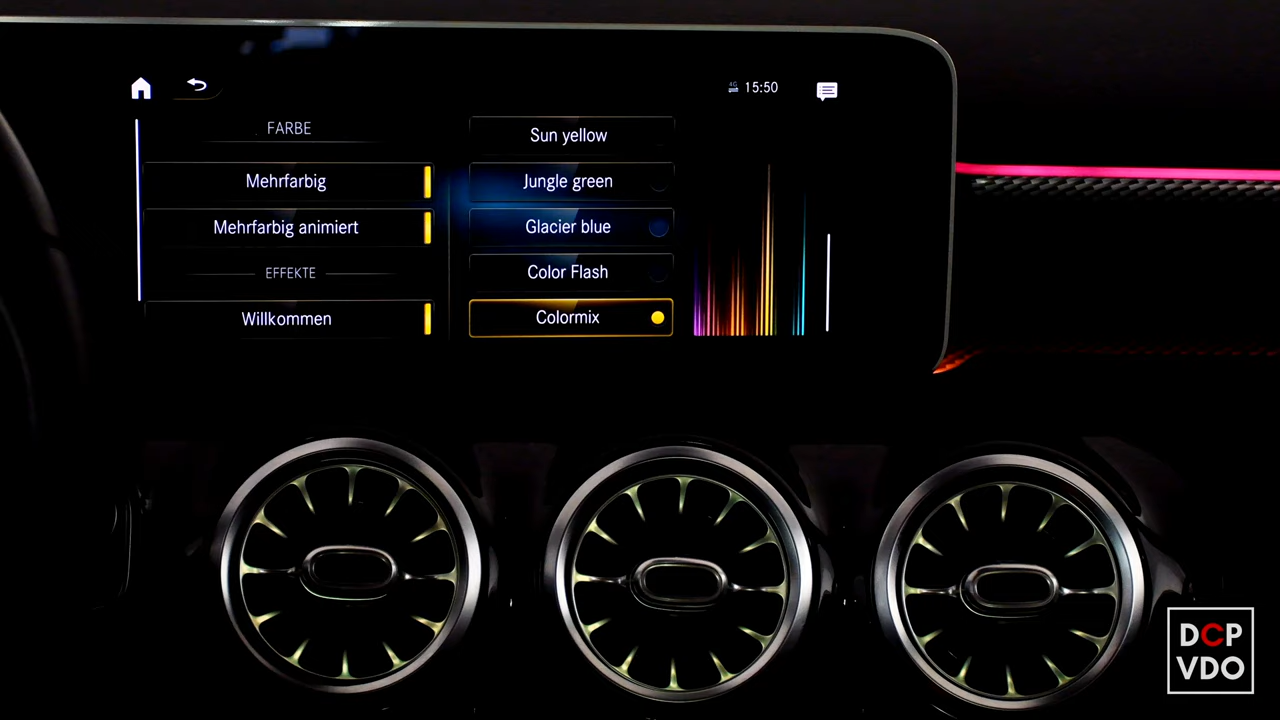 4G 15:50
FARBE
Mehrfarbig
Mehrfarbig animiert
EFFEKTE
Willkommen
Sun yellow
Jungle green
Glacier blue
Color Flash
Colormix
DCP
VDO